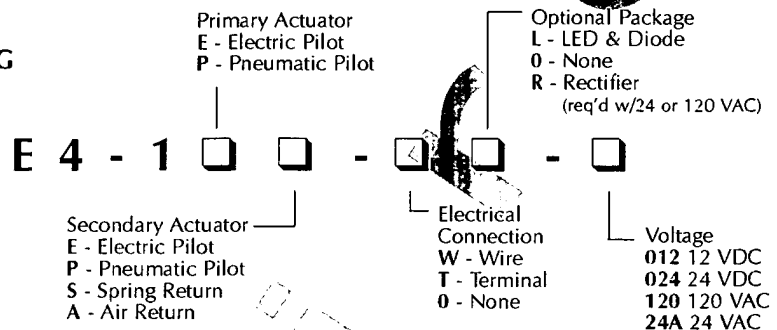 Primary Actuator
E - Electric Pilot
P - Pneumatic Pilot
Optional Package
L - LED & Diode
0 - None
R - Rectifier
(req'd w/24 or 120 VAC)
G
E 4 - 1 □ □ - □ □ - □
Secondary Actuator
E - Electric Pilot
P - Pneumatic Pilot
S - Spring Return
A - Air Return
Electrical
Connection
W - Wire
T - Terminal
0 - None
Voltage
012 12 VDC
024 24 VDC
120 120 VAC
24A 24 VAC